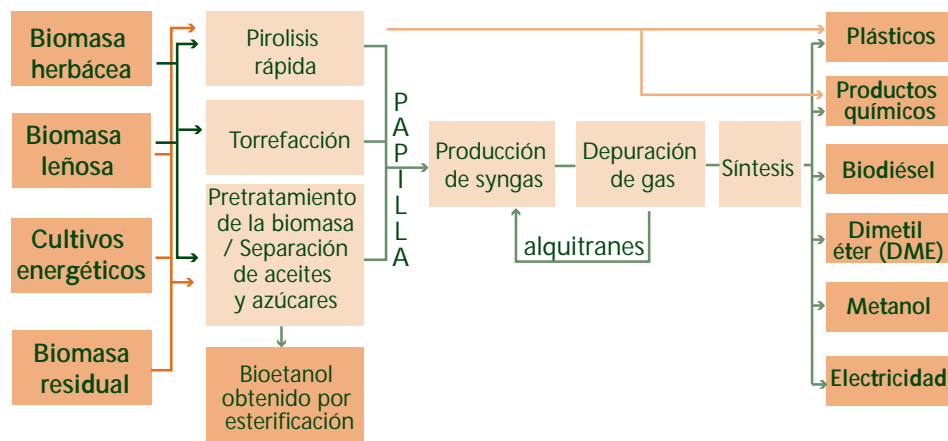 Biomasa
herbácea
Biomasa
leñosa
Cultivos
energéticos
Biomasa
residual
Pirolisis
rápida
Torrefacción
Pretratamiento
de la biomasa
/ Separación
de aceites
y azúcares
Bioetanol
obtenido por
esterificación
PAPILLA
Producción
de syngas
Depuración
de gas
alquitranes
Síntesis
Plásticos
Productos
químicos
Biodiésel
Dimetil
éter (DME)
Metanol
Electricidad